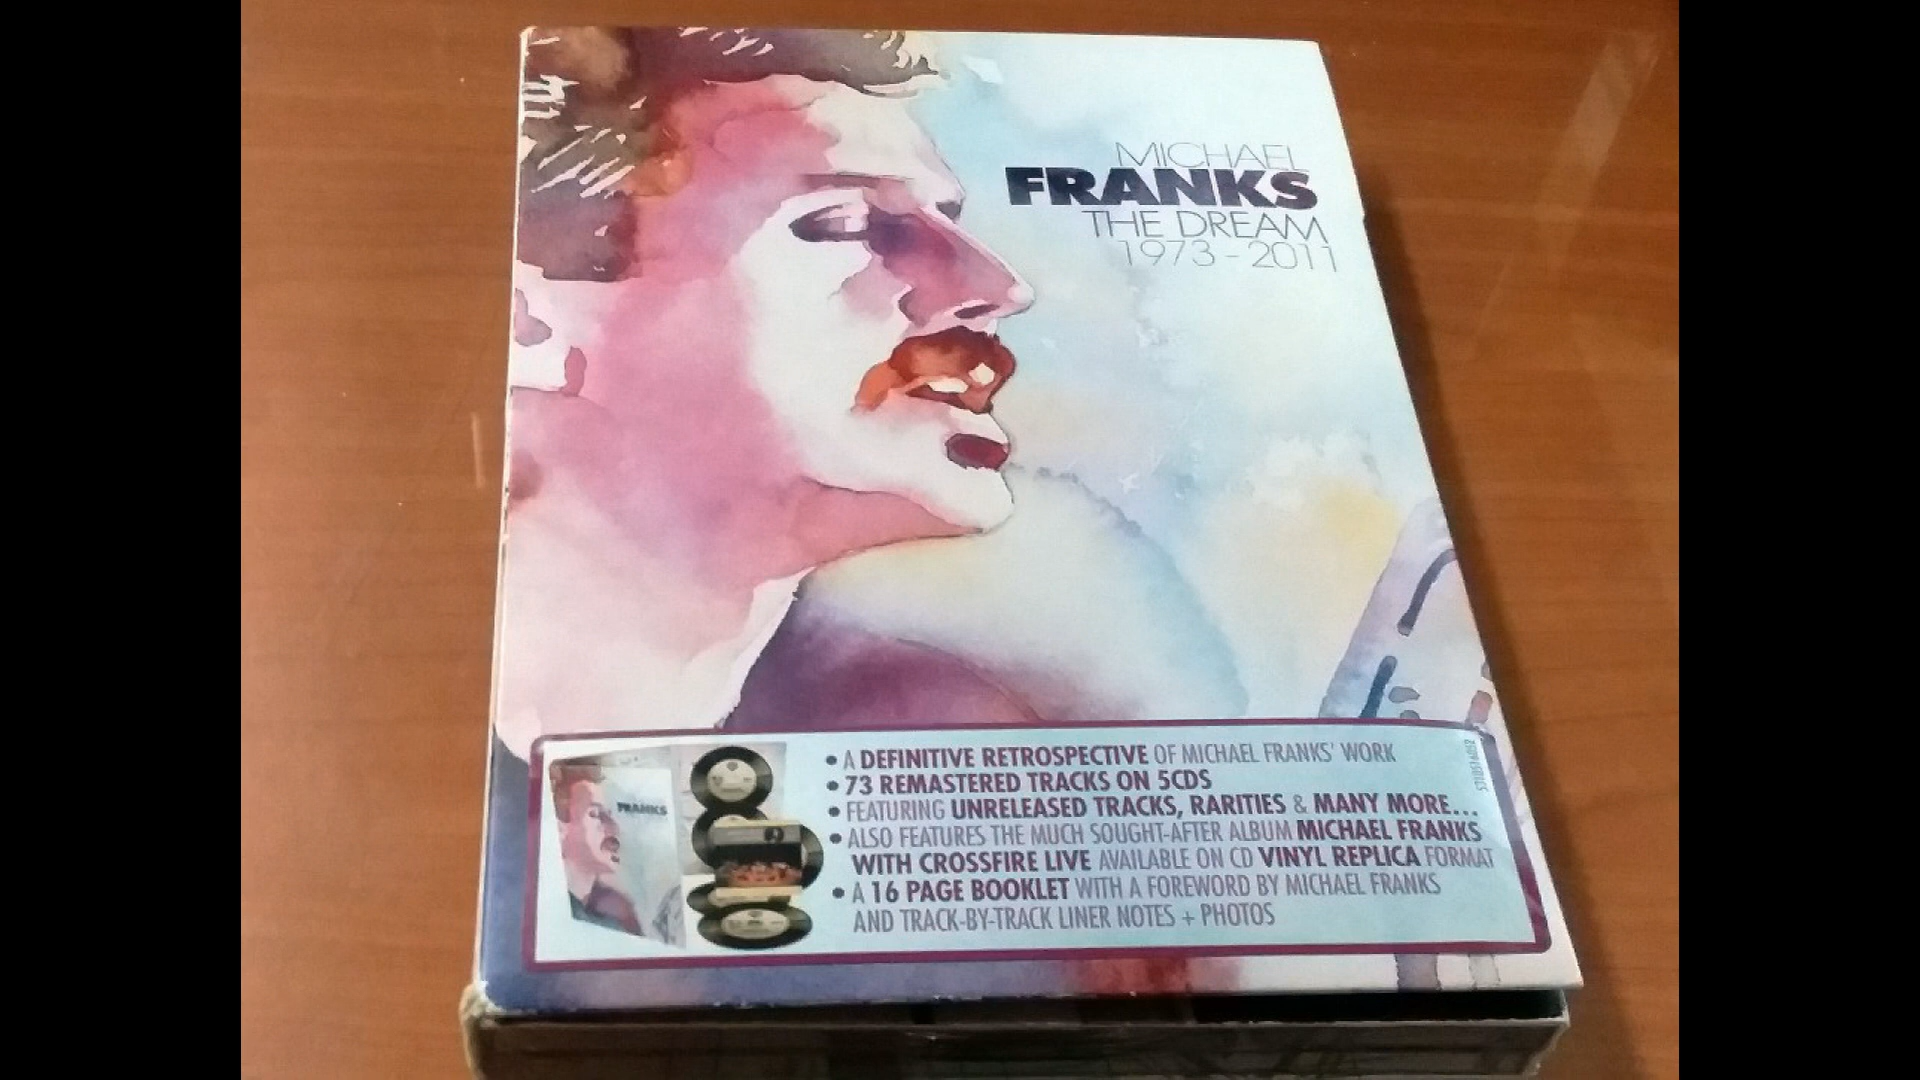 MICHAEL
FRANKS
THE DREAM
1973-2011
• A DEFINITIVE RETROSPECTIVE OF MICHAEL FRANKS' WORK
• 73 REMASTERED TRACKS ON 5CDS
• FEATURING UNRELEASED TRACKS, RARITIES & MANY MORE...
• ALSO FEATURES THE MUCH SOUGHT-AFTER ALBUM MICHAEL FRANKS
WITH CROSSFIRE LIVE AVAILABLE ON CD VINYL REPLICA FORMAT
• A 16 PAGE BOOKLET WITH A FOREWORD BY MICHAEL FRANKS
AND TRACK-BY-TRACK LINER NOTES + PHOTOS
FRANKS